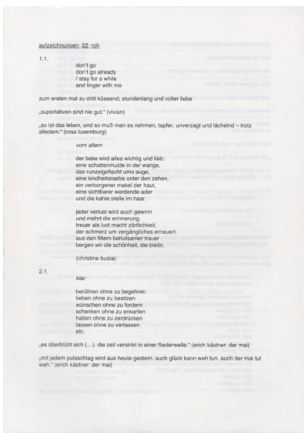 aufzeichnungen 22 roh
1.1.
don't go
don't go already
/ stay for a while
and linger with me
zum ersten mal zu dritt küssend, stundenlang und voller liebe
„superlativen sind nie gut." (vivian)
„so ist das leben, und so muß man es nehmen, tapfer, unverzagt und lächelnd – trotz
alledem." (rosa luxemburg)
vom altern
der liebe wird alles wichtig und lieb:
eine schattenmulde in der wange,
das runzelgeflecht ums auge,
eine kindheitsnarbe unter den zehen,
ein verborgener makel der haut,
eine sichtbarer werdende ader
und die kahle stelle im haar.
jeder verlust wird auch gewinn
und mehrt die erinnerung.
treuer als lust macht zärtlichkeit,
der schmerz um vergängliches erneuert.
aus den filtern behutsamer trauer
bergen wir die schönheit, die bleibt.
(christine busta)
2.1.
klar
berühren ohne zu begehren
lieben ohne zu besitzen
wünschen ohne zu fordern
schenken ohne zu erwarten
halten ohne zu zerdrücken
lassen ohne zu verlassen
etc.
„es überblüht sich (…). die zeit versinkt in einer fliederwelle." (erich kästner: der mai)
„mit jedem pulsschlag wird aus heute gestern. auch glück kann weh tun. auch der mai tut
weh." (erich kästner: der mai)